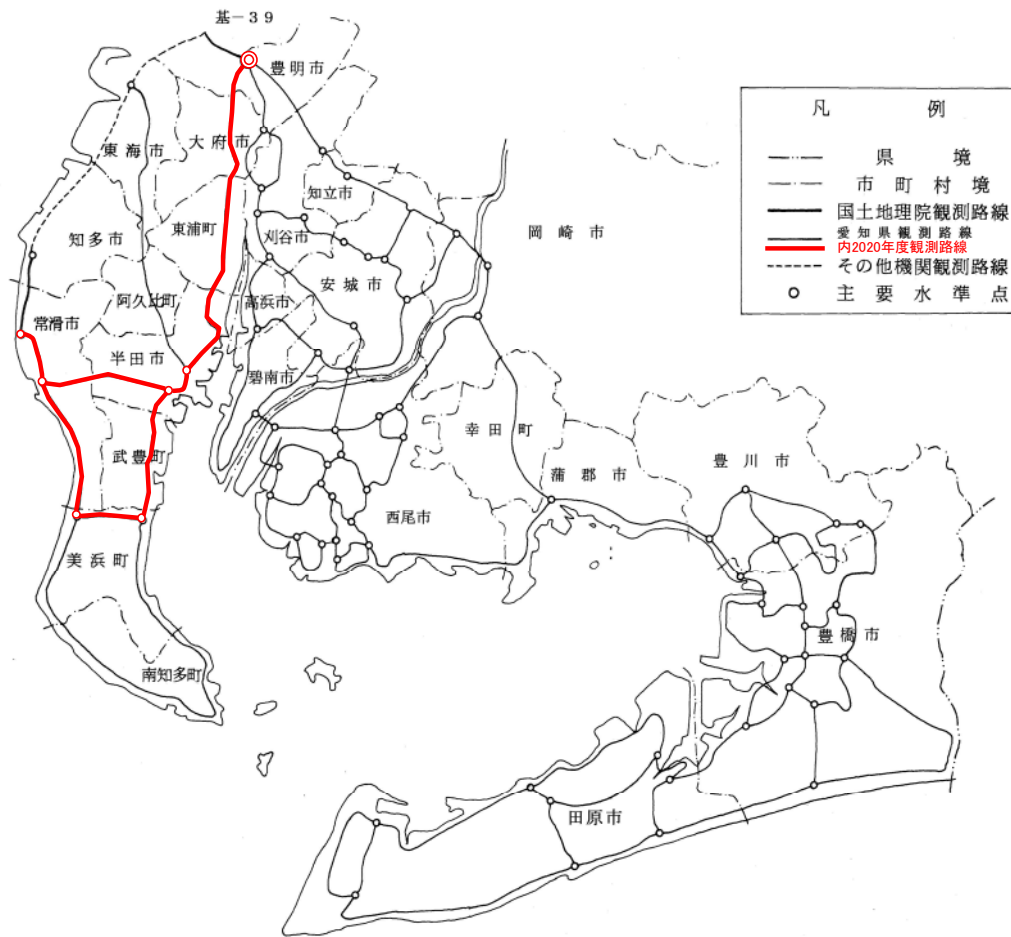 基－39
豊明市
大府市
東海市
知立市
知多市
東浦町
刈谷市
岡崎市
安城市
阿久比町
高浜市
常滑市
半田市
碧南市
幸田町
豊川市
蒲郡市
武豊町
西尾市
美浜町
豊橋市
南知多町
田原市
凡例
県境
市町村境
国土地理院観測路線
愛知県観測路線
内2020年度観測路線
その他機関観測路線
主要水準点